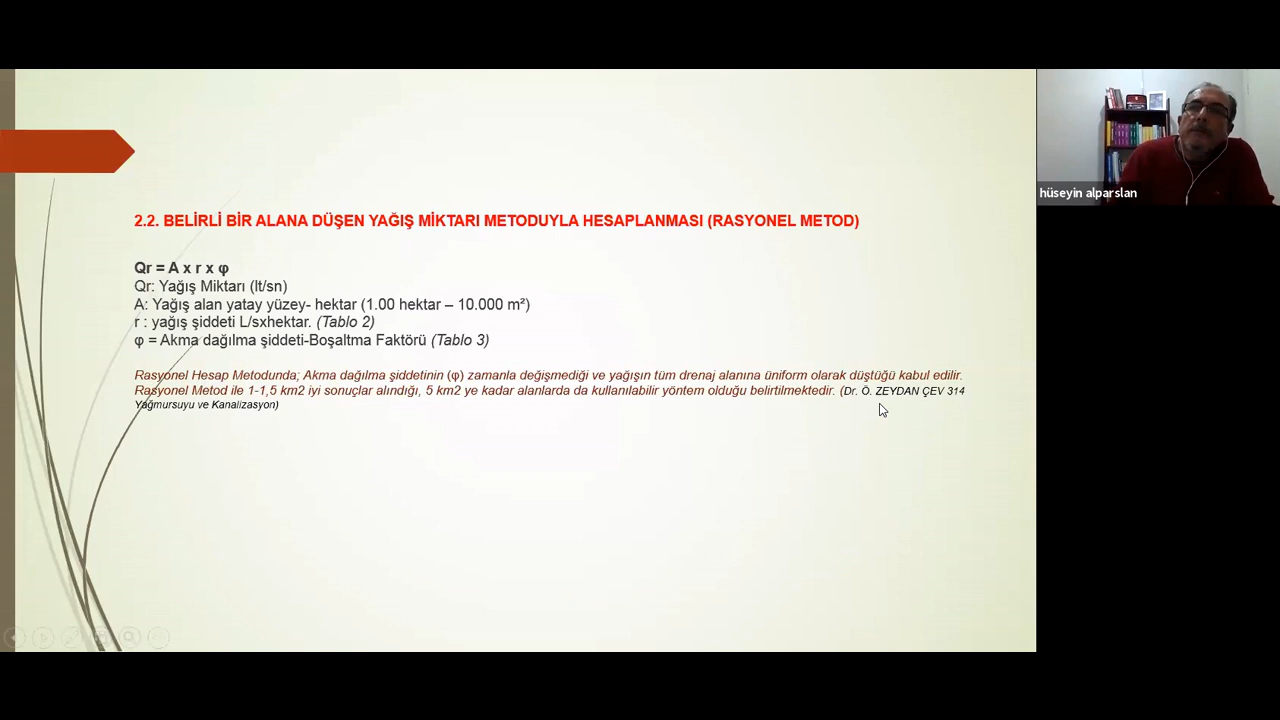 2.2. BELİRLİ BİR ALANA DÜŞEN YAĞIŞ MİKTARI METODUYLA HESAPLANMASI (RASYONEL METOD)
Qr = A x r x φ
Qr: Yağış Miktarı (lt/sn)
A: Yağış alan yatay yüzey- hektar (1.00 hektar – 10.000 m²)
r : yağış şiddeti L/sxhektar. (Tablo 2)
φ = Akma dağılma şiddeti-Boşaltma Faktörü (Tablo 3)
Rasyonel Hesap Metodunda; Akma dağılma şiddetinin (φ) zamanla değişmediği ve yağışın tüm drenaj alanına üniform olarak düştüğü kabul edilir.
Rasyonel Metod ile 1-1,5 km2 iyi sonuçlar alındığı, 5 km2 ye kadar alanlarda da kullanılabilir yöntem olduğu belirtilmektedir. (Dr. Ö. ZEYDAN ÇEV 314
Yağmursuyu ve Kanalizasyon)
hüseyin alparslan